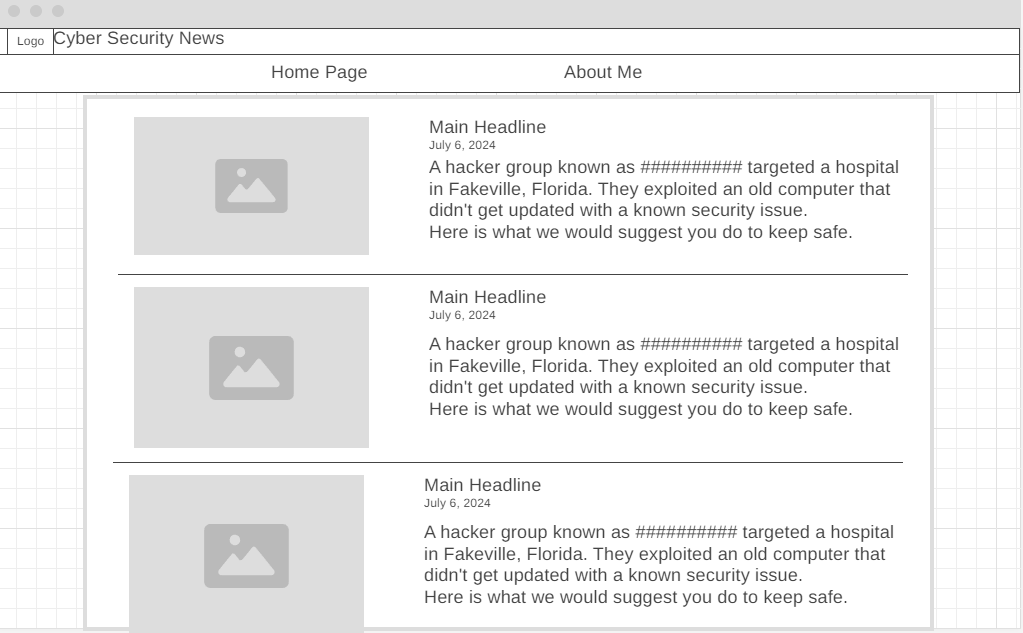 Logo
Cyber Security News
Home Page
About Me
Main Headline
July 6, 2024
A hacker group known as ########## targeted a hospital
in Fakeville, Florida. They exploited an old computer that
didn't get updated with a known security issue.
Here is what we would suggest you do to keep safe.
Main Headline
July 6, 2024
A hacker group known as ########## targeted a hospital
in Fakeville, Florida. They exploited an old computer that
didn't get updated with a known security issue.
Here is what we would suggest you do to keep safe.
Main Headline
July 6, 2024
A hacker group known as ########## targeted a hospital
in Fakeville, Florida. They exploited an old computer that
didn't get updated with a known security issue.
Here is what we would suggest you do to keep safe.